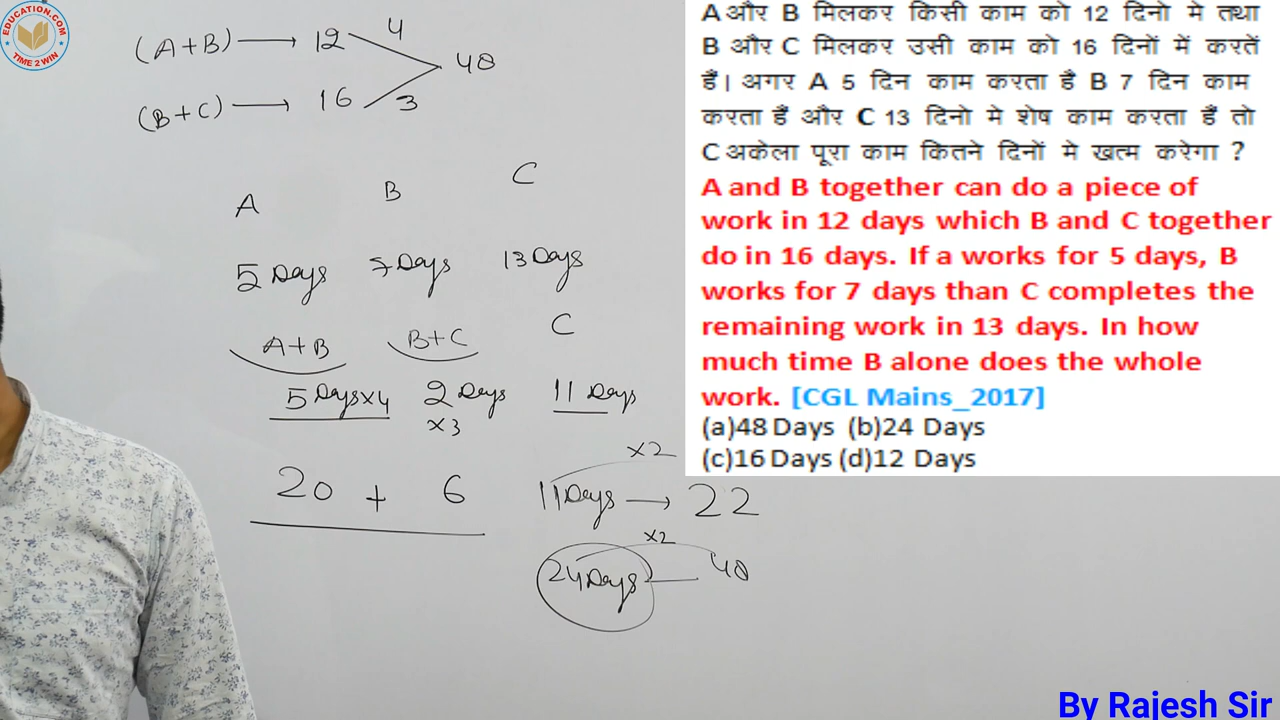 EDUCATION.COM
TIME 2 WIN
(A+B) → 12 4
48
(B+C) → 16 3
A B C
5 Days 7 Days 13 Days
A+B B+C C
5 Days×4 2 Days 11 Days
×3
×2
20 + 6 11 Days → 22
×2
24 Days — 48
A और B मिलकर किसी काम को 12 दिनो मे तथा
B और C मिलकर उसी काम को 16 दिनों में करतें
हैं। अगर A 5 दिन काम करता हैं B 7 दिन काम
करता हैं और C 13 दिनो मे शेष काम करता हैं तो
C अकेला पूरा काम कितने दिनों मे खत्म करेगा ?
A and B together can do a piece of
work in 12 days which B and C together
do in 16 days. If a works for 5 days, B
works for 7 days than C completes the
remaining work in 13 days. In how
much time B alone does the whole
work. [CGL Mains_2017]
(a)48 Days (b)24 Days
(c)16 Days (d)12 Days
By Rajesh Sir